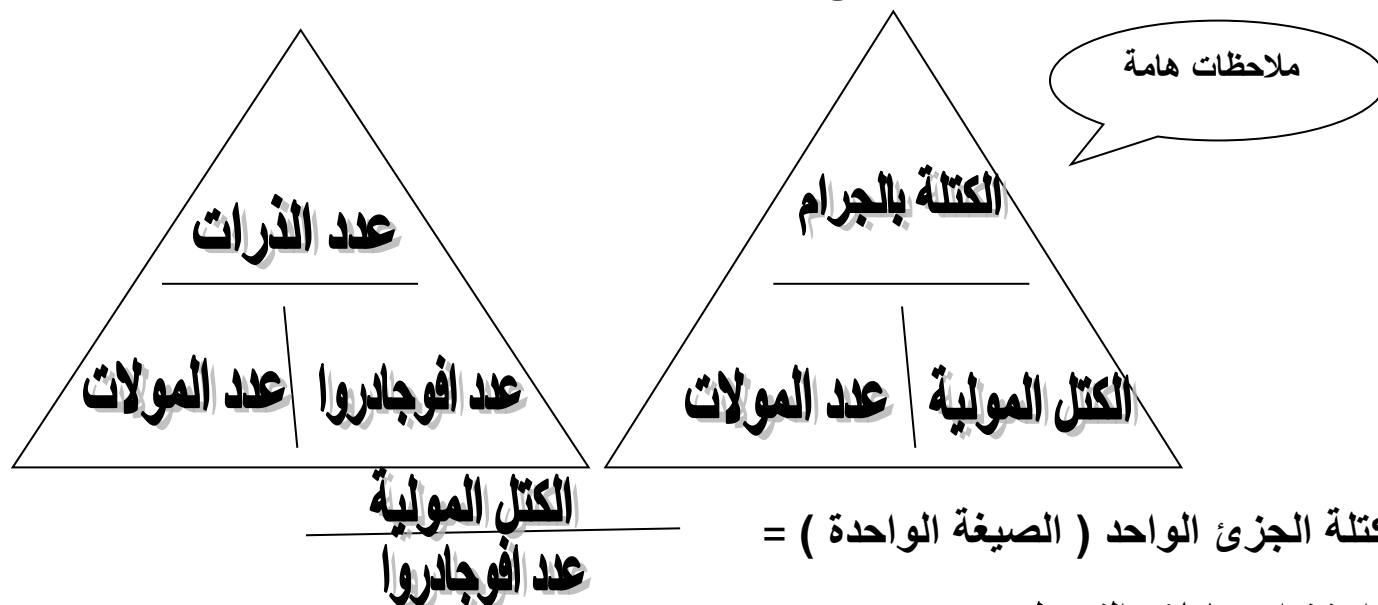 ملاحظات هامة
الكتلة بالجرام
الكتل المولية
عدد المولات
عدد الذرات
عدد افوجادروا
عدد المولات
كتلة الجزئ الواحد ( الصيغة الواحدة ) =
الكتل المولية
عدد افوجادروا